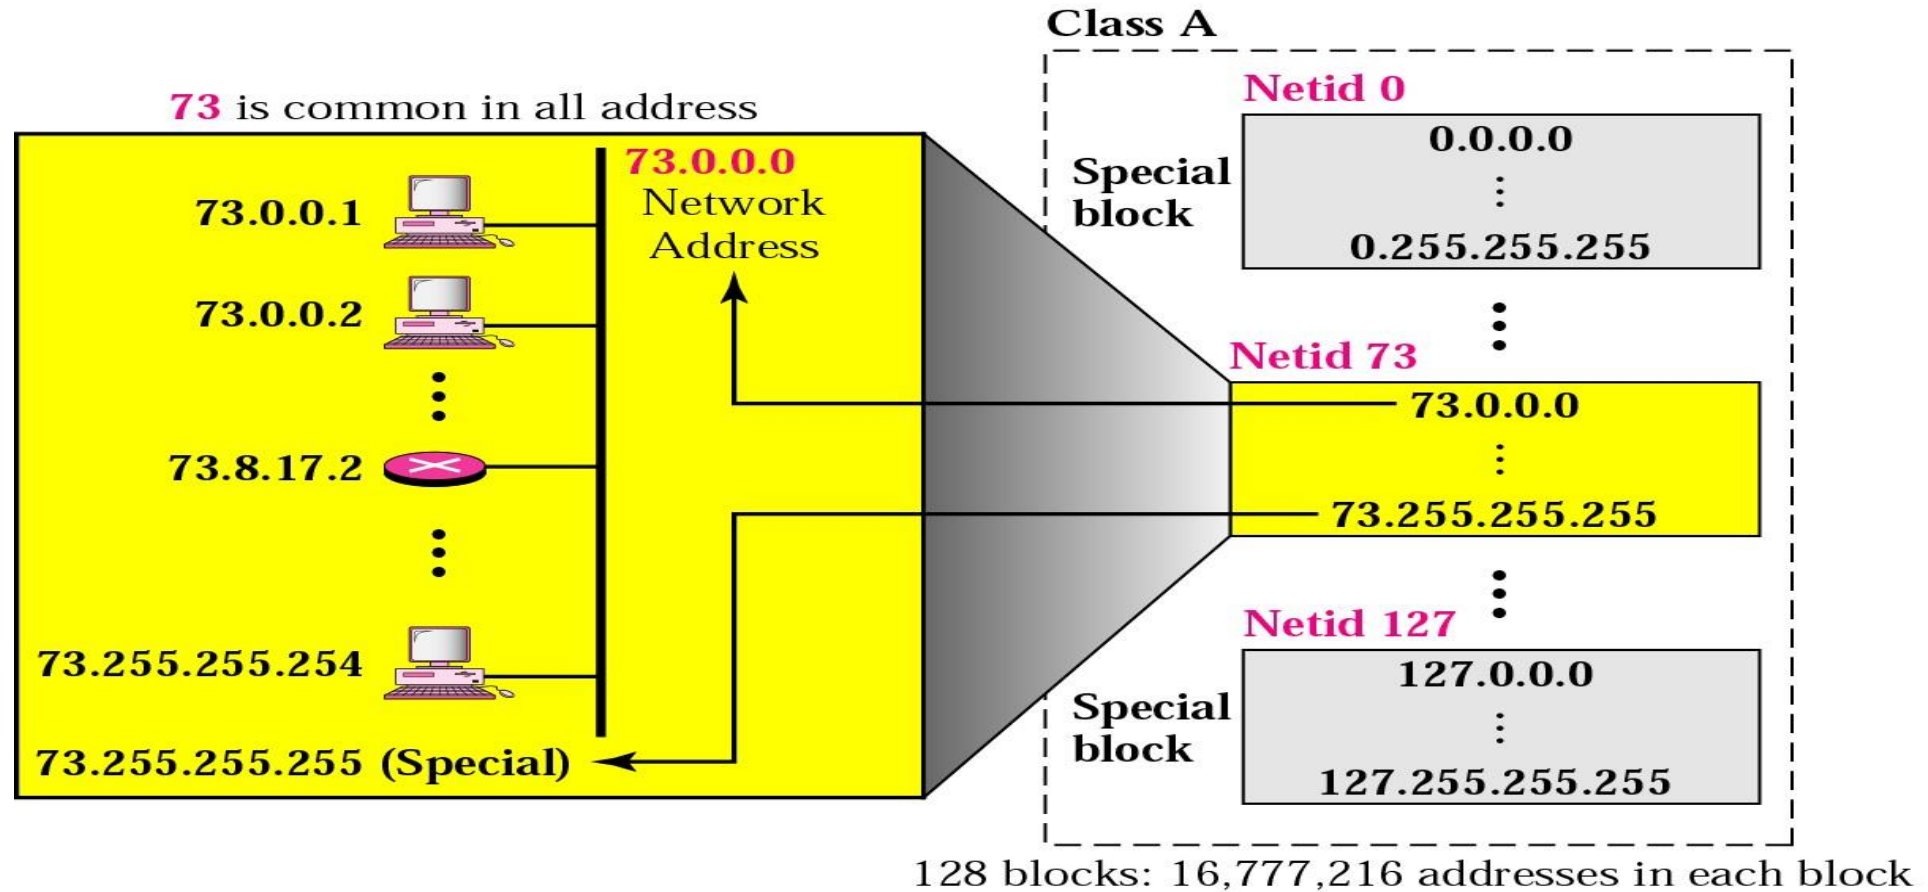 Class A
73 is common in all address
73.0.0.0
Network
Address
73.0.0.1
73.0.0.2
73.8.17.2
73.255.255.254
73.255.255.255 (Special)
Netid 0
Special
block
0.0.0.0
0.255.255.255
Netid 73
73.0.0.0
73.255.255.255
Netid 127
Special
block
127.0.0.0
127.255.255.255
128 blocks: 16,777,216 addresses in each block